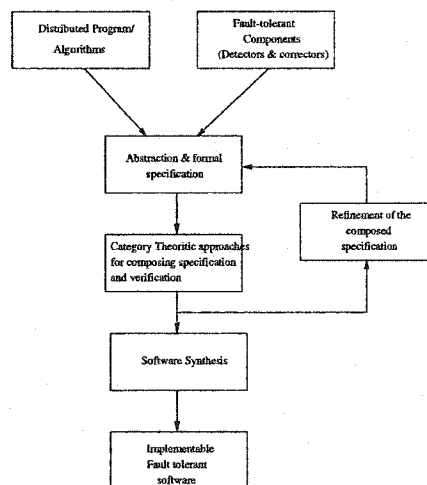 Distributed Program/
Algorithms
Fault-tolerant
Components
(Detectors & correctors)
Abstraction & formal
specification
Refinement of the
composed
specification
Category Theoritic approaches
for composing specification
and verification
Software Synthesis
Implementable
Fault tolerant
software